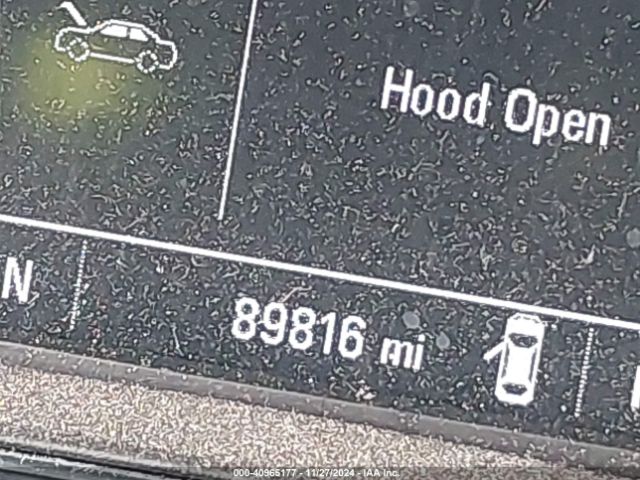 Hood Open
N
89816 mi
000-40965177 - 11/27/2024 - IAA Inc.